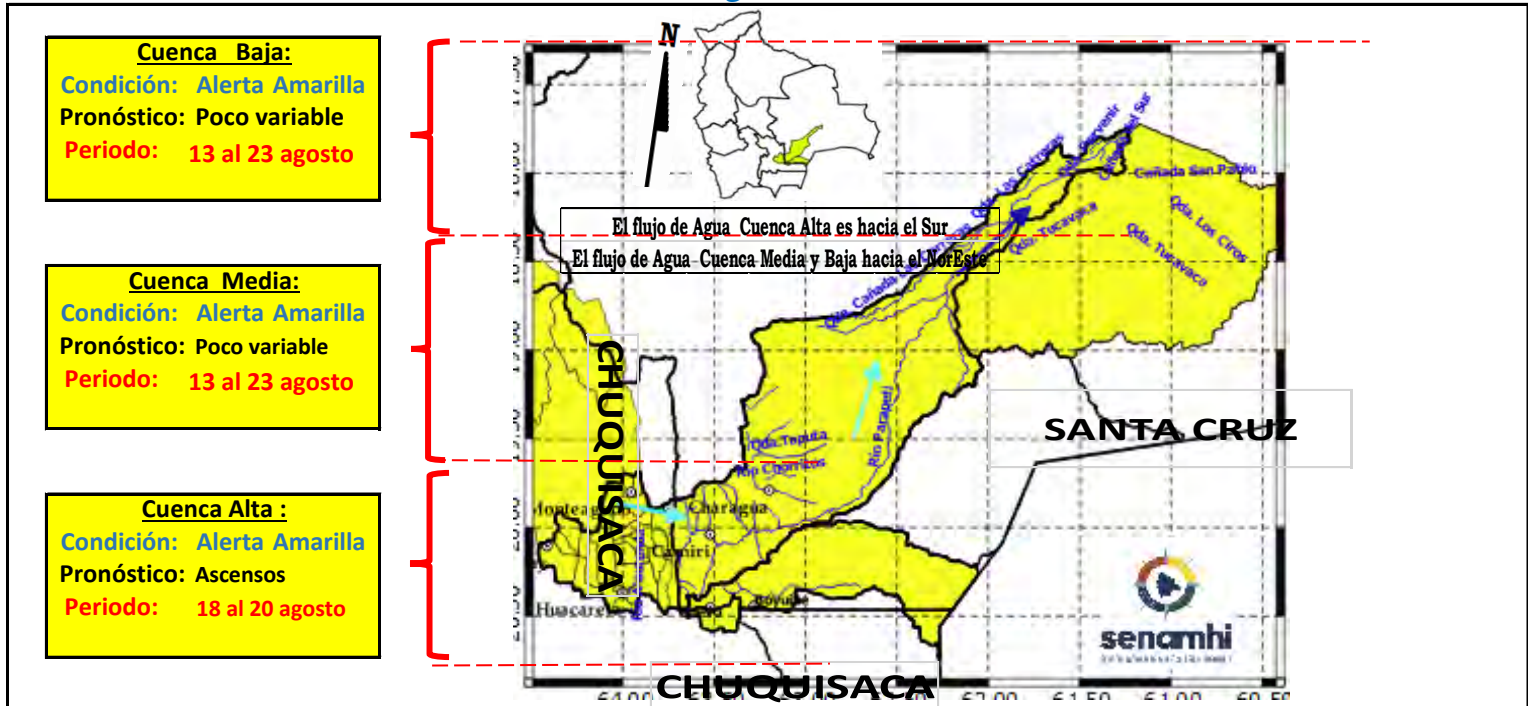 Cuenca Baja:
Condición: Alerta Amarilla
Pronóstico: Poco variable
Periodo: 13 al 23 agosto
Cuenca Media:
Condición: Alerta Amarilla
Pronóstico: Poco variable
Periodo: 13 al 23 agosto
Cuenca Alta :
Condición: Alerta Amarilla
Pronóstico: Ascensos
Periodo: 18 al 20 agosto
N
El flujo de Agua Cuenca Alta es hacia el Sur
El flujo de Agua Cuenca Media y Baja hacia el NorEste
Cañada San Pablo
Qda. Los Ciros
Qda. Tucavaca
Qda. Tucavaca
Río Parapeti
Qda. Taputa
Río Chorritos
Charagua
Camiri
CHUQUISACA
SANTA CRUZ
CHUQUISACA
senamhi